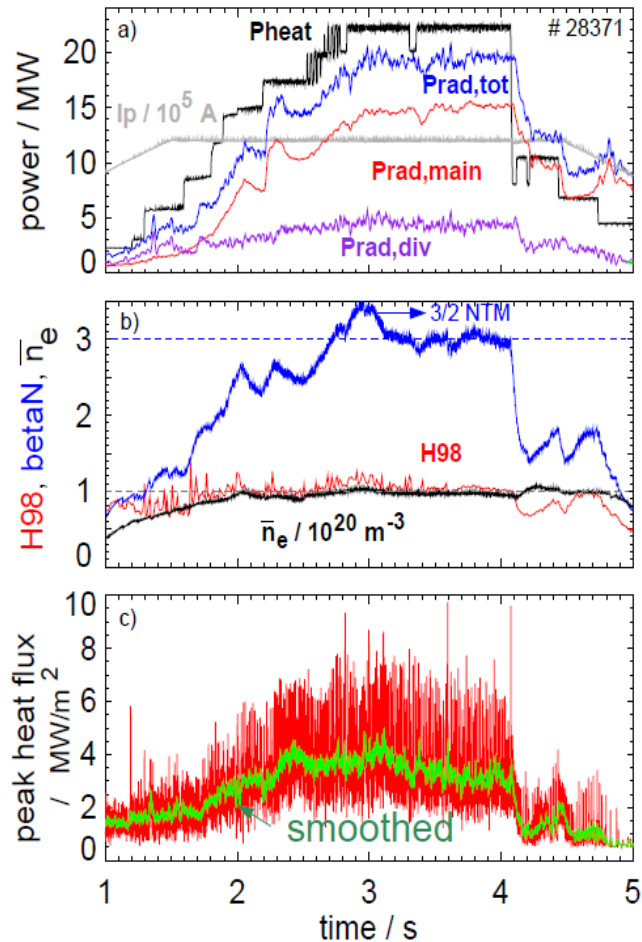 a)
Pheat
# 28371
Prad,tot
Ip / 10⁵ A
Prad,main
Prad,div
power / MW
20
15
10
5
0
b)
3/2 NTM
H98
n̅e / 10²⁰ m⁻³
H98, betaN, n̅e
3
2
1
0
c)
smoothed
peak heat flux
/ MW/m²
10
8
6
4
2
0
1 2 3 4 5
time / s